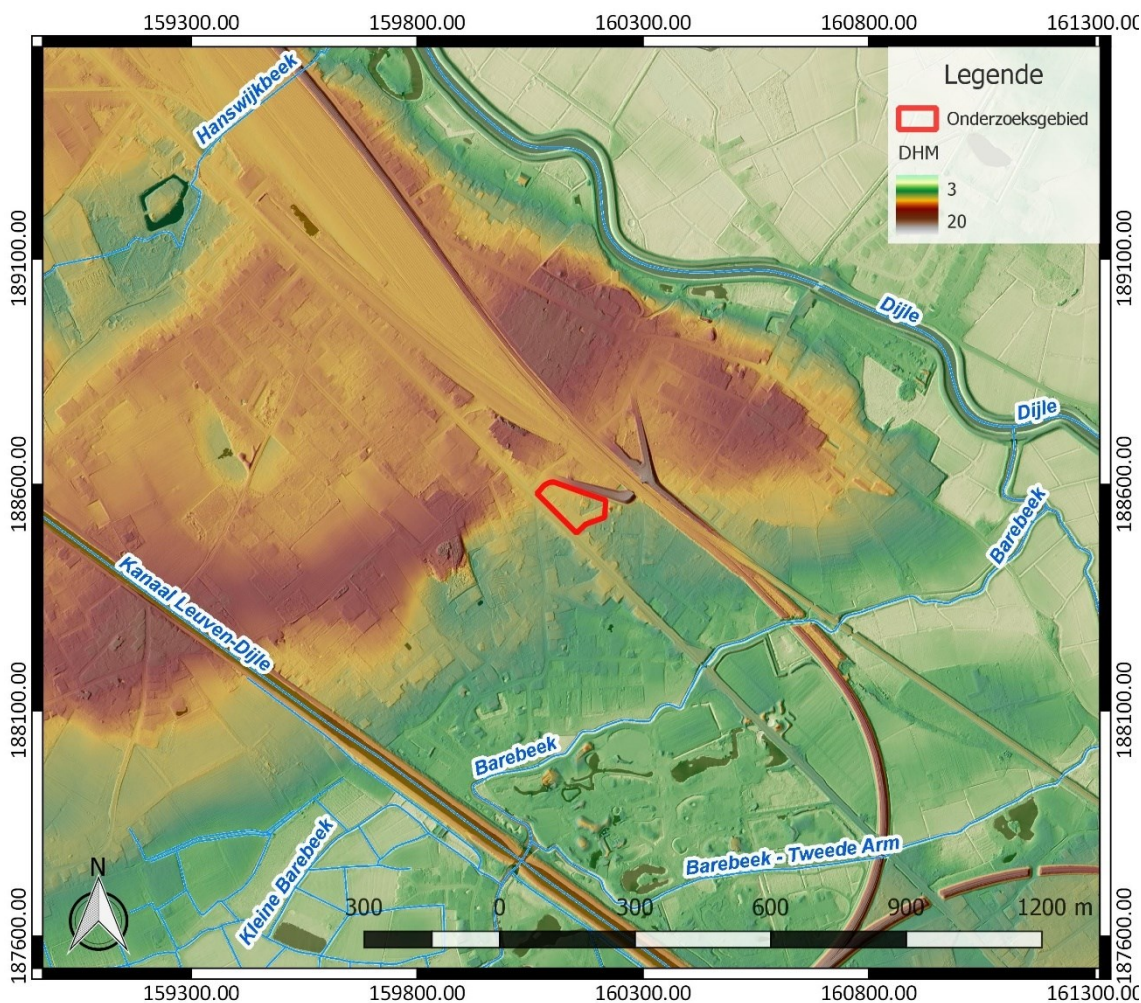 159300.00 159800.00 160300.00 160800.00 161300.00
Legende
Onderzoeksgebied
DHM
3
20
Hanswijkbeek
189100.00 189100.00
Dijle
Dijle
188600.00 188600.00
Barebeek
Kanaal Leuven-Dijle
188100.00 188100.00
Barebeek
Barebeek - Tweede Arm
Kleine Barebeek
N
300 0 300 600 900 1200 m
187600.00 187600.00
159300.00 159800.00 160300.00 160800.00